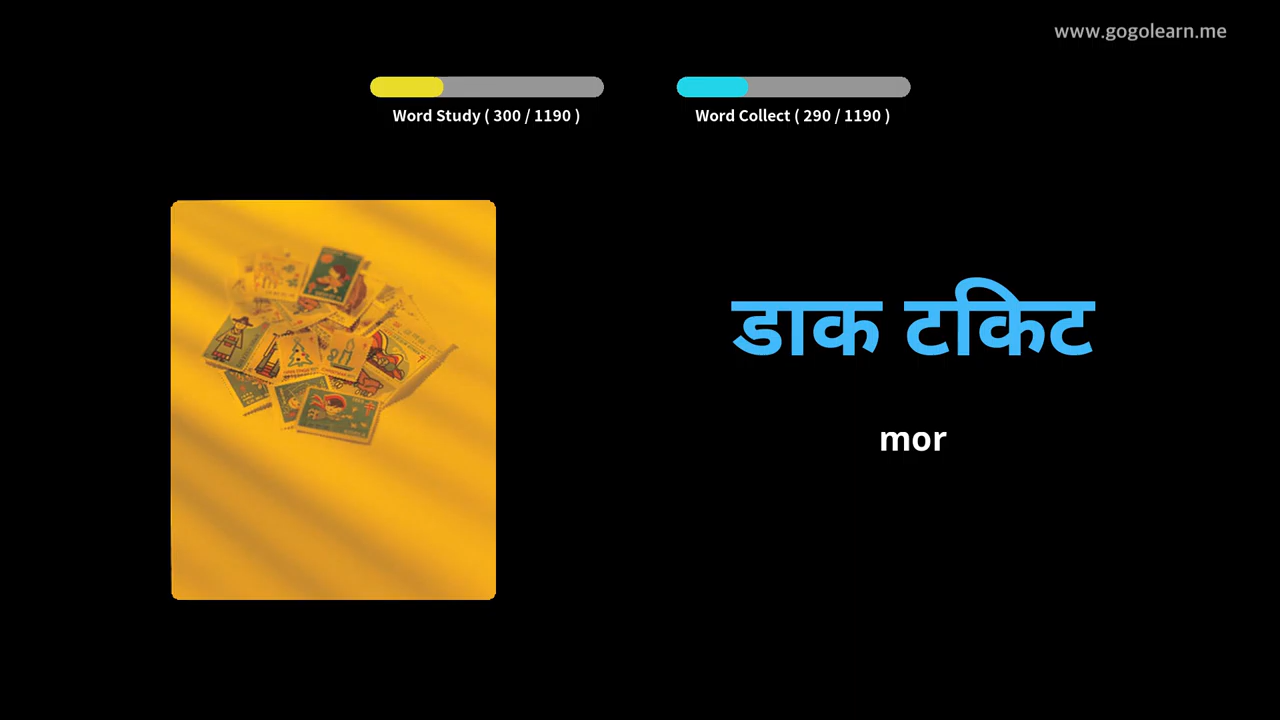 www.gogolearn.me
Word Study ( 300 / 1190 )
Word Collect ( 290 / 1190 )
डाक टकिट
mor